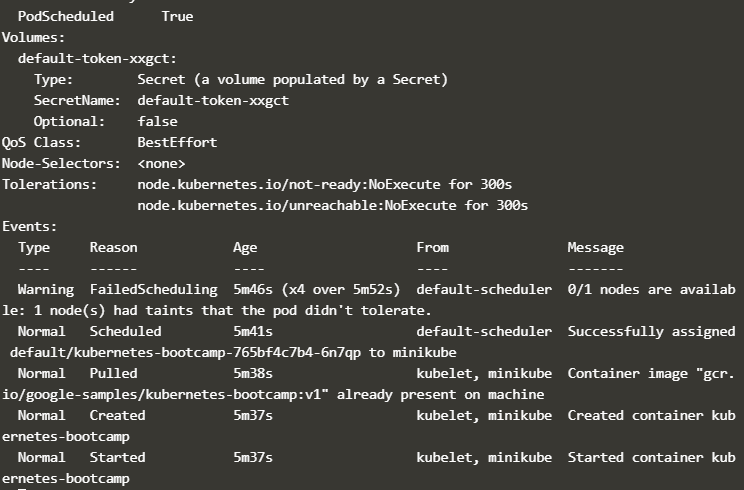 PodScheduled      True
Volumes:
  default-token-xxgct:
    Type:        Secret (a volume populated by a Secret)
    SecretName:  default-token-xxgct
    Optional:    false
QoS Class:       BestEffort
Node-Selectors:  <none>
Tolerations:     node.kubernetes.io/not-ready:NoExecute for 300s
                 node.kubernetes.io/unreachable:NoExecute for 300s
Events:
  Type     Reason            Age                    From               Message
  ----     ------            ----                   ----               -------
  Warning  FailedScheduling  5m46s (x4 over 5m52s)  default-scheduler  0/1 nodes are availab
le: 1 node(s) had taints that the pod didn't tolerate.
  Normal   Scheduled         5m41s                  default-scheduler  Successfully assigned
 default/kubernetes-bootcamp-765bf4c7b4-6n7qp to minikube
  Normal   Pulled            5m38s                  kubelet, minikube  Container image "gcr.
io/google-samples/kubernetes-bootcamp:v1" already present on machine
  Normal   Created           5m37s                  kubelet, minikube  Created container kub
ernetes-bootcamp
  Normal   Started           5m37s                  kubelet, minikube  Started container kub
ernetes-bootcamp